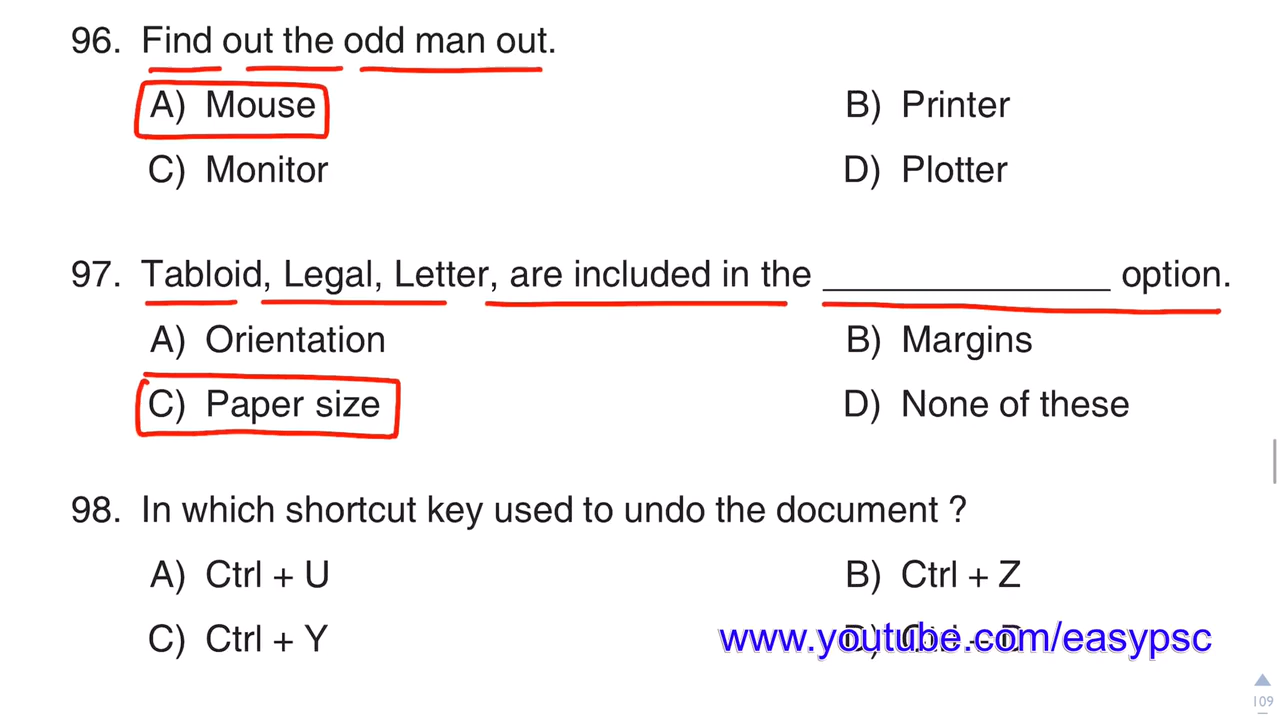 96. Find out the odd man out.
A) Mouse B) Printer
C) Monitor D) Plotter
97. Tabloid, Legal, Letter, are included in the ______________ option.
A) Orientation B) Margins
C) Paper size D) None of these
98. In which shortcut key used to undo the document ?
A) Ctrl + U B) Ctrl + Z
C) Ctrl + Y D)
www.youtube.com/easypsc
109